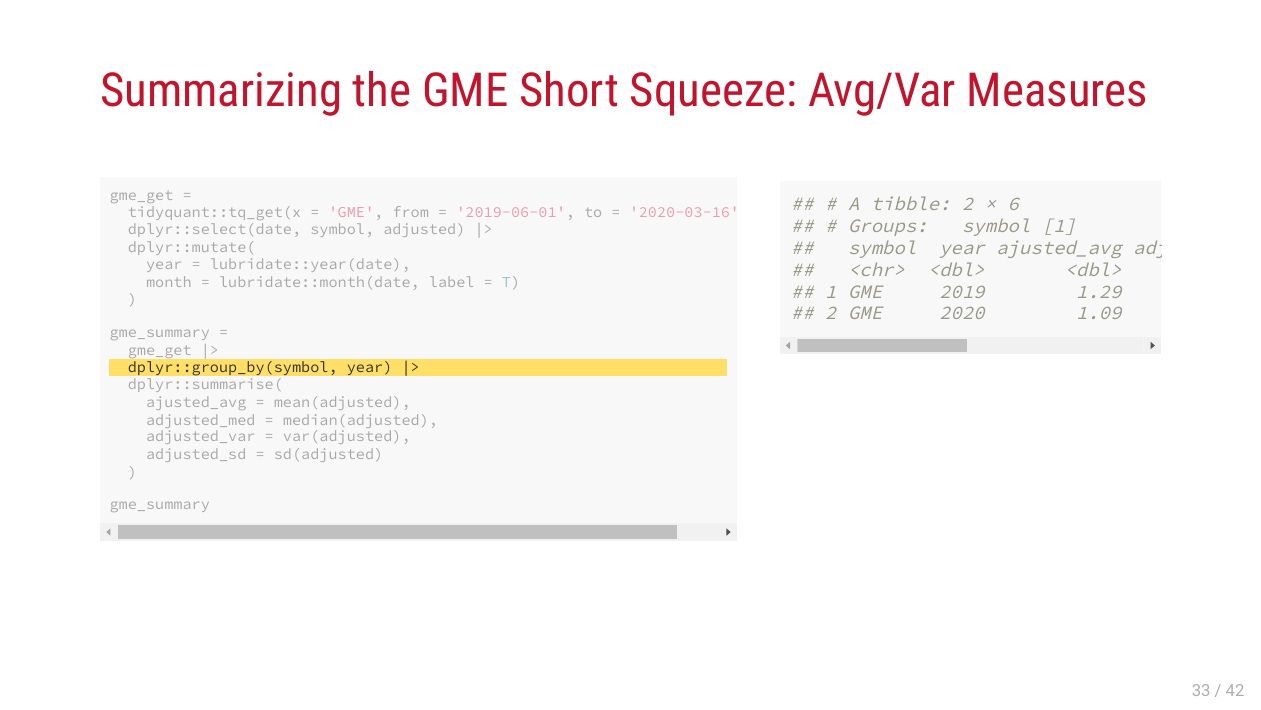 Summarizing the GME Short Squeeze: Avg/Var Measures
gme_get =
  tidyquant::tq_get(x = 'GME', from = '2019-06-01', to = '2020-03-16'
  dplyr::select(date, symbol, adjusted) |>
  dplyr::mutate(
    year = lubridate::year(date),
    month = lubridate::month(date, label = T)
  )
gme_summary =
  gme_get |>
  dplyr::group_by(symbol, year) |>
  dplyr::summarise(
    ajusted_avg = mean(adjusted),
    adjusted_med = median(adjusted),
    adjusted_var = var(adjusted),
    adjusted_sd = sd(adjusted)
  )
gme_summary
## # A tibble: 2 × 6
## # Groups:   symbol [1]
##   symbol  year ajusted_avg adj
##   <chr>  <dbl>       <dbl>
## 1 GME     2019        1.29
## 2 GME     2020        1.09
33 / 42